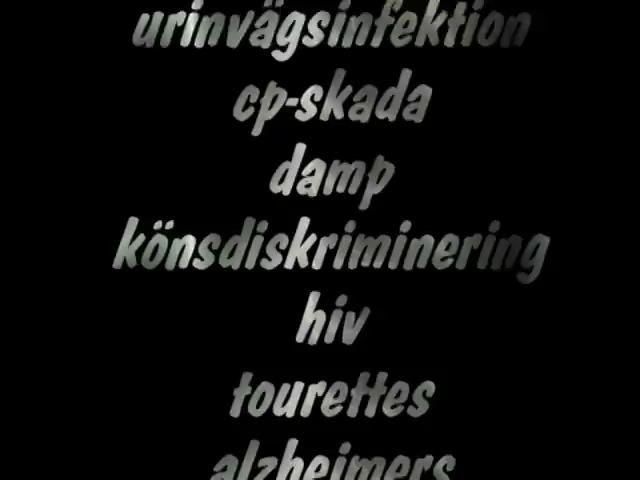 urinvägsinfektion
cp-skada
damp
könsdiskriminering
hiv
tourettes
alzheimers